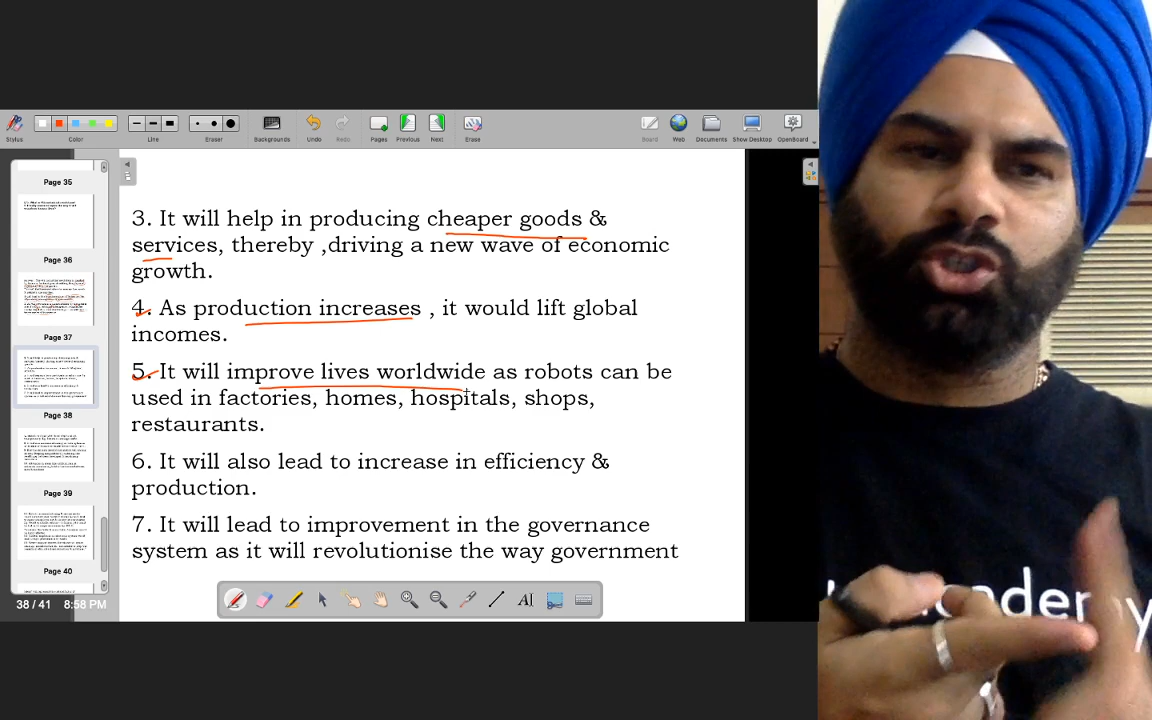 Stylus
Color
Line
Eraser
Backgrounds
Undo
Redo
Pages
Previous
Next
Erase
Board
Web
Documents
Show Desktop
OpenBoard
Page 35
Page 36
Page 37
Page 38
Page 39
Page 40
38 / 41 8:58 PM
3. It will help in producing cheaper goods &
services, thereby ,driving a new wave of economic
growth.
4. As production increases , it would lift global
incomes.
5. It will improve lives worldwide as robots can be
used in factories, homes, hospitals, shops,
restaurants.
6. It will also lead to increase in efficiency &
production.
7. It will lead to improvement in the governance
system as it will revolutionise the way government